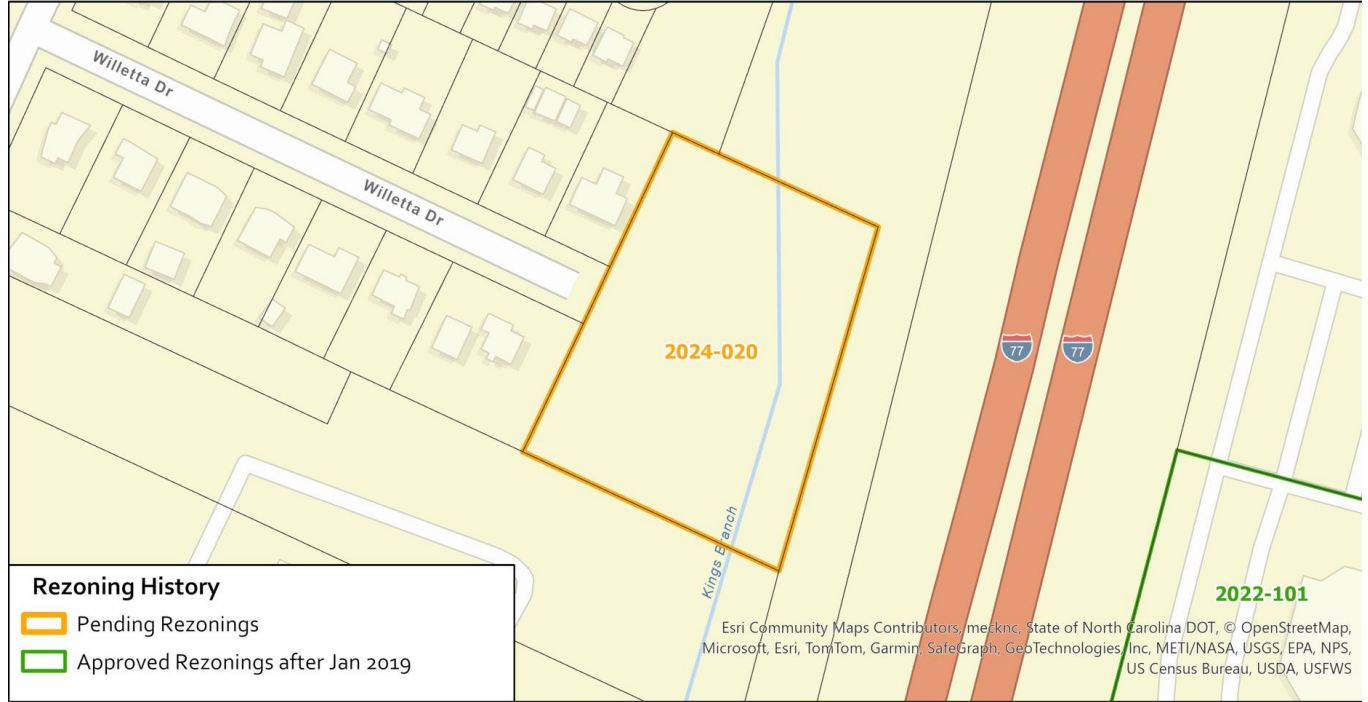 Willetta Dr
Willetta Dr
2024-020
77
77
Kings Branch
2022-101
Rezoning History
Pending Rezonings
Approved Rezonings after Jan 2019
Esri Community Maps Contributors, mecknc, State of North Carolina DOT, © OpenStreetMap,
Microsoft, Esri, TomTom, Garmin, SafeGraph, GeoTechnologies, Inc, METI/NASA, USGS, EPA, NPS,
US Census Bureau, USDA, USFWS